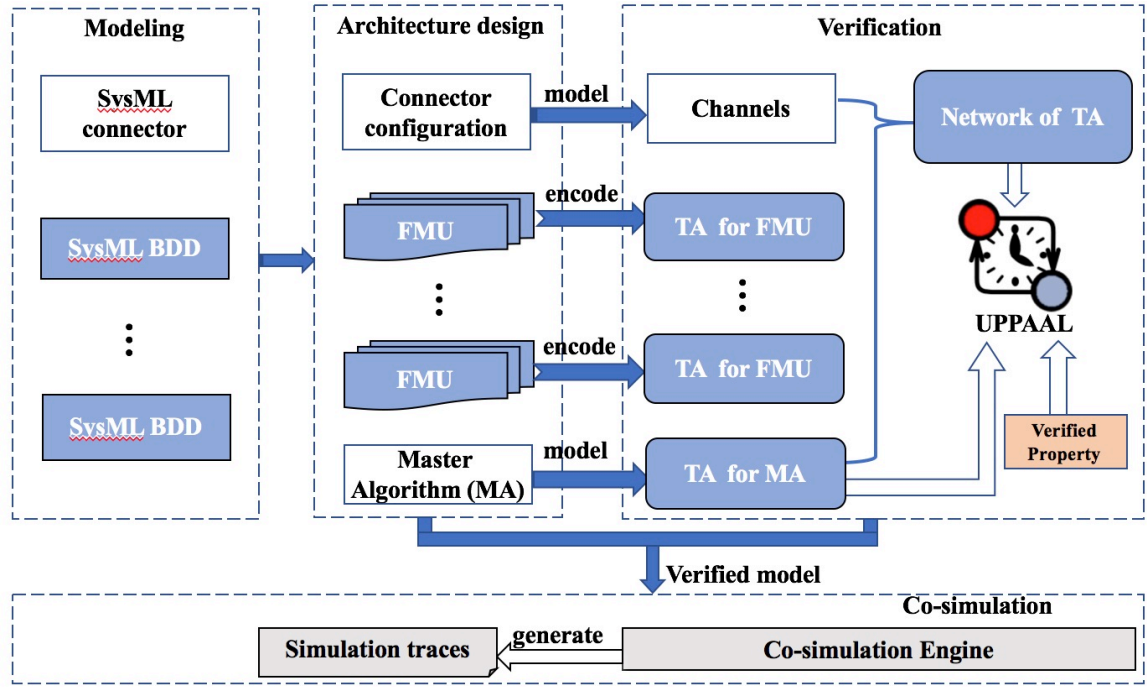 Modeling
SysML
connector
SysML BDD
SysML BDD
Architecture design
Connector
configuration
FMU
FMU
Master
Algorithm (MA)
model
encode
encode
model
Verification
Channels
TA for FMU
TA for FMU
TA for MA
Network of TA
UPPAAL
Verified
Property
Verified model
Co-simulation
Simulation traces
generate
Co-simulation Engine